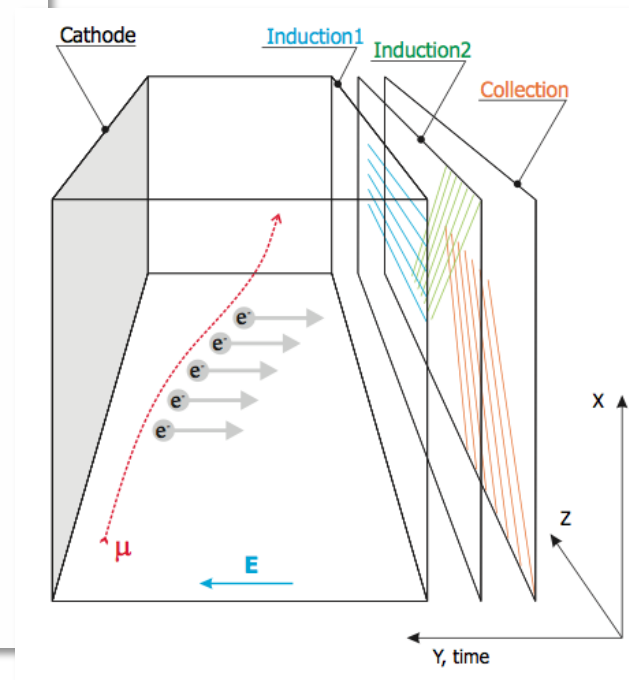 Cathode
Induction1
Induction2
Collection
e-
e-
e-
e-
e-
μ
E
X
Z
Y, time